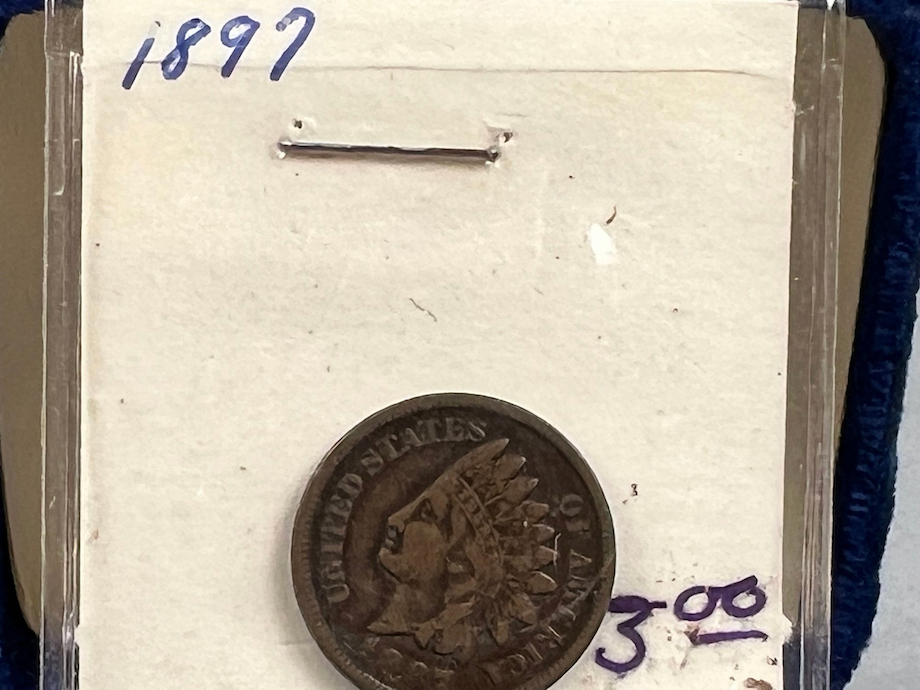 1897
UNITED STATES OF AMERICA
3.00